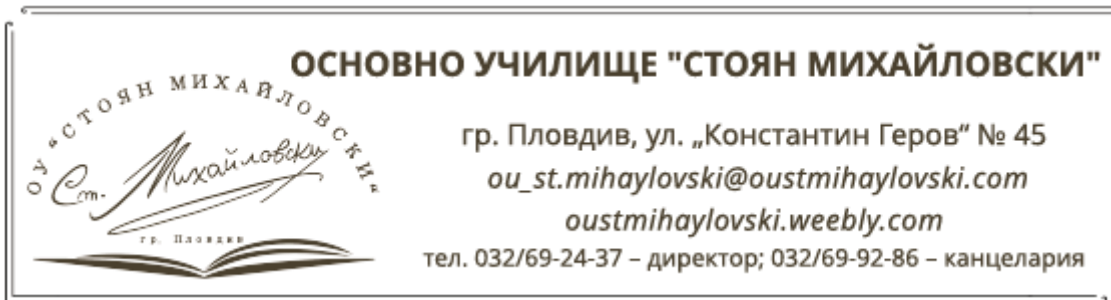 ОУ "СТОЯН МИХАЙЛОВСКИ"
Ст. Михайловски
гр. Пловдив
ОСНОВНО УЧИЛИЩЕ "СТОЯН МИХАЙЛОВСКИ"
гр. Пловдив, ул. „Константин Геров“ № 45
ou_st.mihaylovski@oustmihaylovski.com
oustmihaylovski.weebly.com
тел. 032/69-24-37 – директор; 032/69-92-86 – канцелария